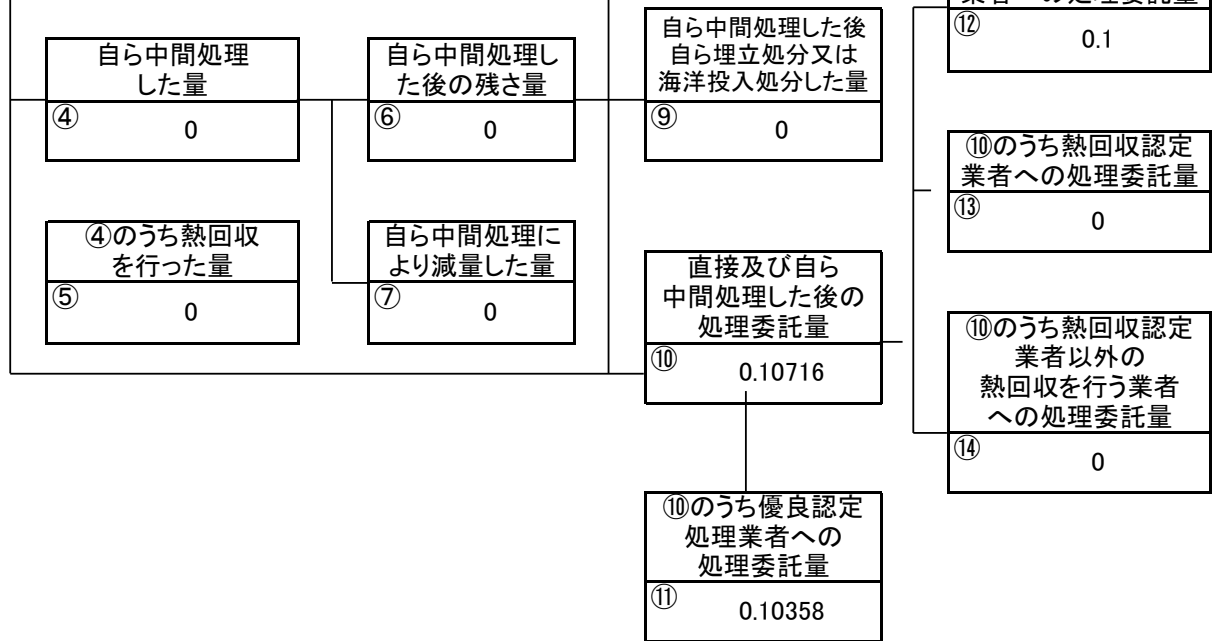 業者への処理委託量
⑫
0.1
自ら中間処理
した量
④
0
自ら中間処理し
た後の残さ量
⑥
0
自ら中間処理した後
自ら埋立処分又は
海洋投入処分した量
⑨
0
⑩のうち熱回収認定
業者への処理委託量
⑬
0
④のうち熱回収
を行った量
⑤
0
自ら中間処理に
より減量した量
⑦
0
直接及び自ら
中間処理した後の
処理委託量
⑩
0.10716
⑩のうち熱回収認定
業者以外の
熱回収を行う業者
への処理委託量
⑭
0
⑩のうち優良認定
処理業者への
処理委託量
⑪
0.10358